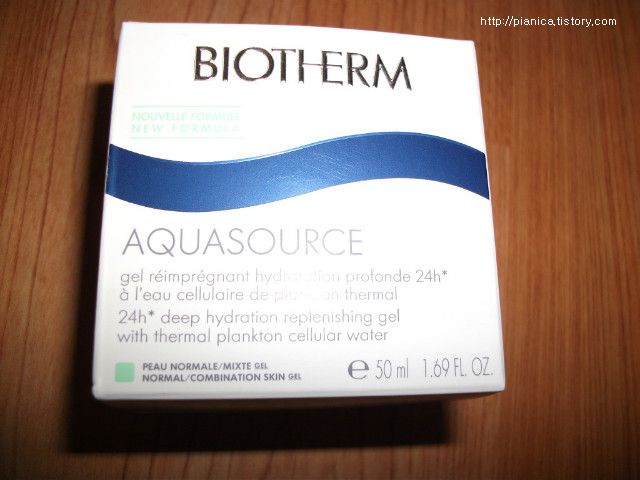 http://pianica.tistory.com
BIOTHERM
NOUVELLE FORMULE
NEW FORMULA
AQUASOURCE
gel réimprégnant hydratation profonde 24h*
à l'eau cellulaire de plancton thermal
24h* deep hydration replenishing gel
with thermal plankton cellular water
PEAU NORMALE/MIXTE GEL
NORMAL/COMBINATION SKIN GEL
e 50 ml 1.69 FL. OZ.